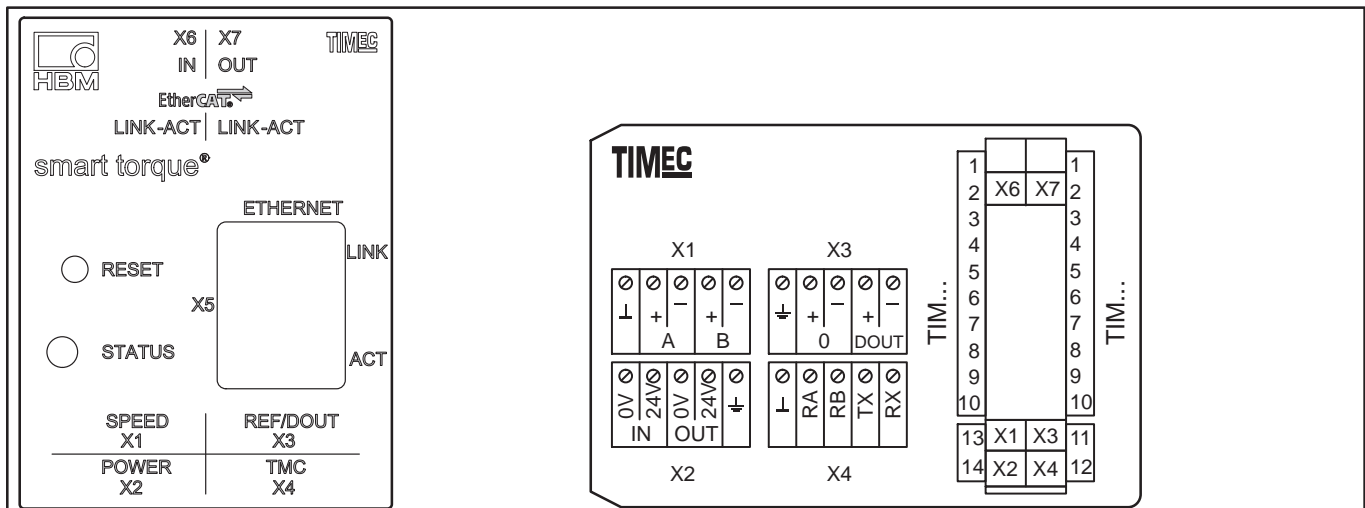 HBM
X6 X7
IN OUT
TIMEC
EtherCAT®
LINK-ACT LINK-ACT
smart torque®
ETHERNET
LINK
RESET
X5
STATUS
ACT
SPEED
X1
REF/DOUT
X3
POWER
X2
TMC
X4
TIMEC
X1
⊥ + − + −
A B
0V 24V 0V 24V
IN OUT
X2
X3
+ − + −
0 DOUT
⊥ RA RB TX RX
X4
TIM...
1 1
2 X6 X7 2
3 3
4 4
5 5
6 6
7 7
8 8
9 9
10 10
13 X1 X3 11
14 X2 X4 12
TIM...